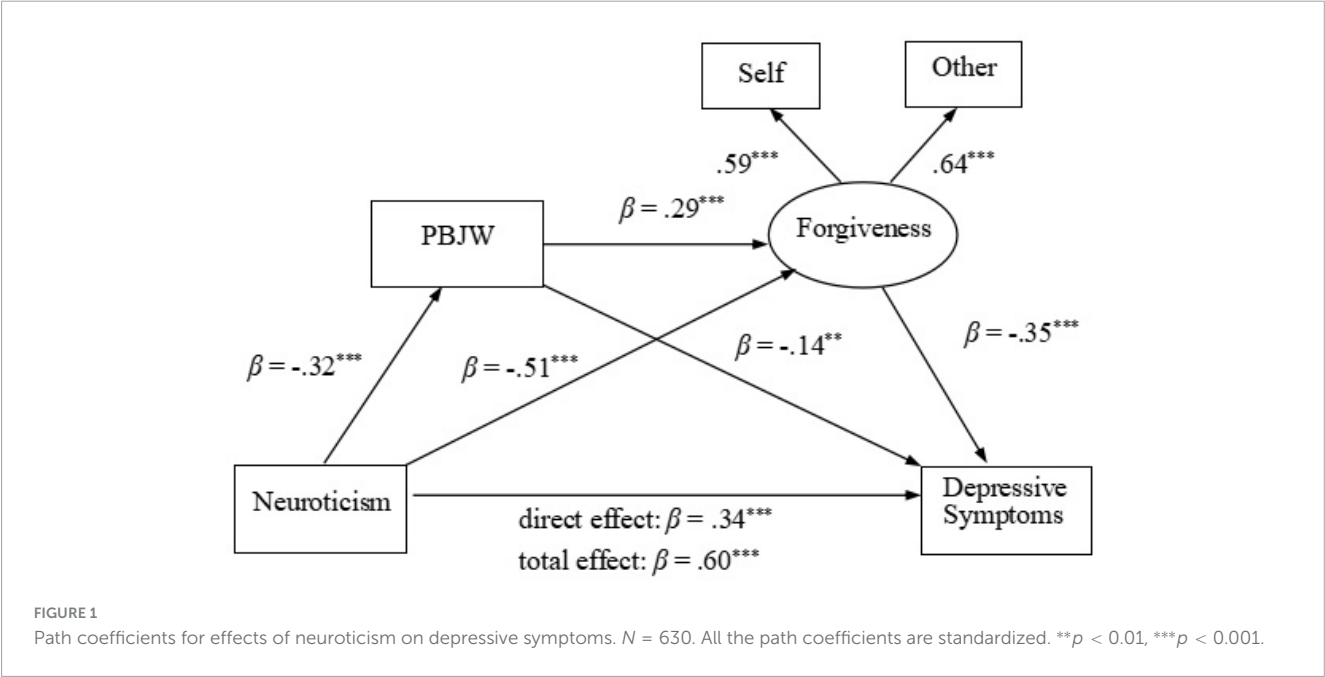 Self
Other
.59***
.64***
β = .29***
PBJW
Forgiveness
β = -.32***
β = -.51***
β = -.14**
β = -.35***
Neuroticism
Depressive
Symptoms
direct effect: β = .34***
total effect: β = .60***
FIGURE 1
Path coefficients for effects of neuroticism on depressive symptoms. N = 630. All the path coefficients are standardized. **p < 0.01, ***p < 0.001.